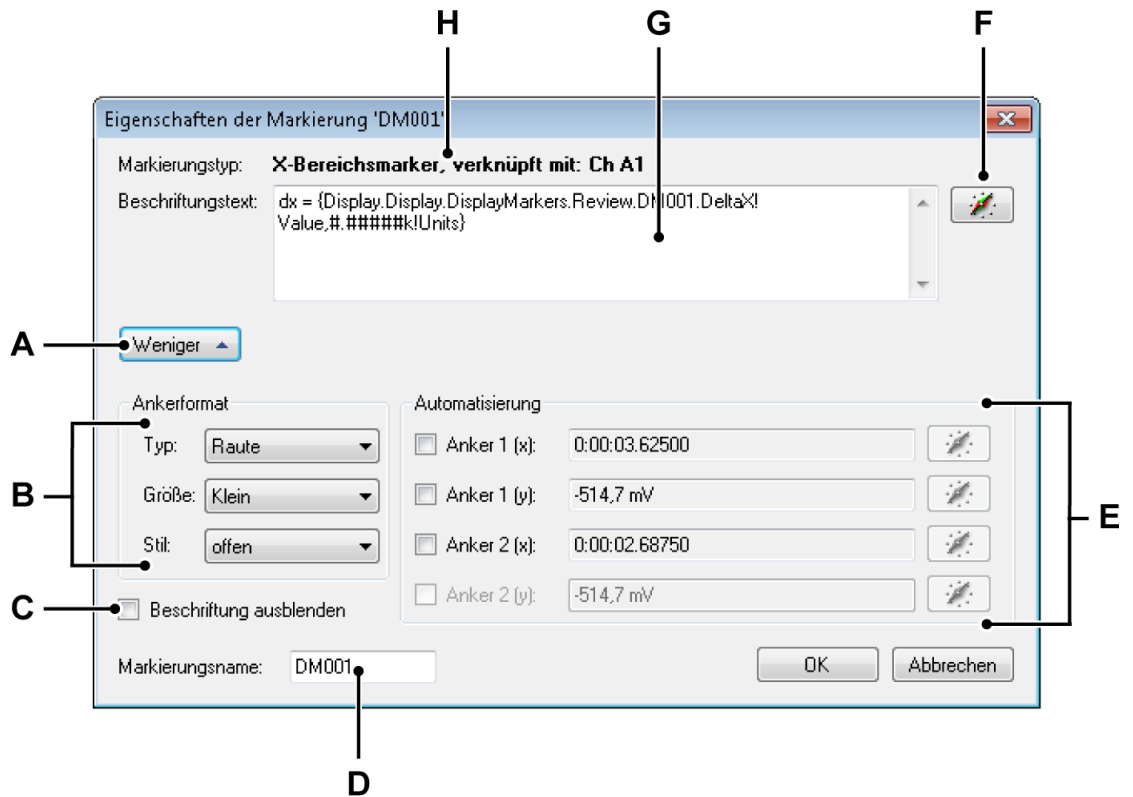 H G F
Eigenschaften der Markierung 'DM001'
Markierungstyp: X-Bereichsmarker, verknüpft mit: Ch A1
Beschriftungstext: dx = {Display.Display.DisplayMarkers.Review.DM001.DeltaX!
Value,#.#####k!Units}
A Weniger
Ankerformat
Automatisierung
B
Typ: Raute
Größe: Klein
Stil: offen
Anker 1 (x): 0:00:03.62500
Anker 1 (y): -514,7 mV
Anker 2 (x): 0:00:02.68750
Anker 2 (y): -514,7 mV
E
C Beschriftung ausblenden
Markierungsname: DM001
OK Abbrechen
D